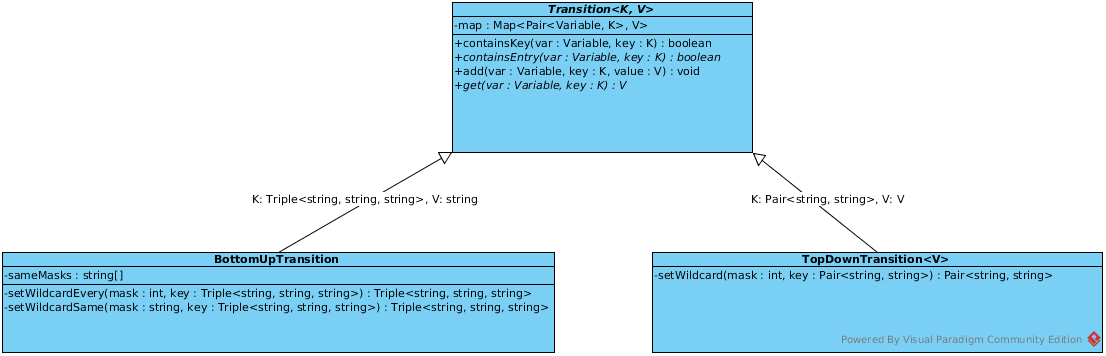 Transition<K, V>
-map : Map<Pair<Variable, K>, V>
+containsKey(var : Variable, key : K) : boolean
+containsEntry(var : Variable, key : K) : boolean
+add(var : Variable, key : K, value : V) : void
+get(var : Variable, key : K) : V
K: Triple<string, string, string>, V: string
K: Pair<string, string>, V: V
BottomUpTransition
-sameMasks : string[]
-setWildcardEvery(mask : int, key : Triple<string, string, string>) : Triple<string, string, string>
-setWildcardSame(mask : string, key : Triple<string, string, string>) : Triple<string, string, string>
TopDownTransition<V>
-setWildcard(mask : int, key : Pair<string, string>) : Pair<string, string>
Powered By Visual Paradigm Community Edition